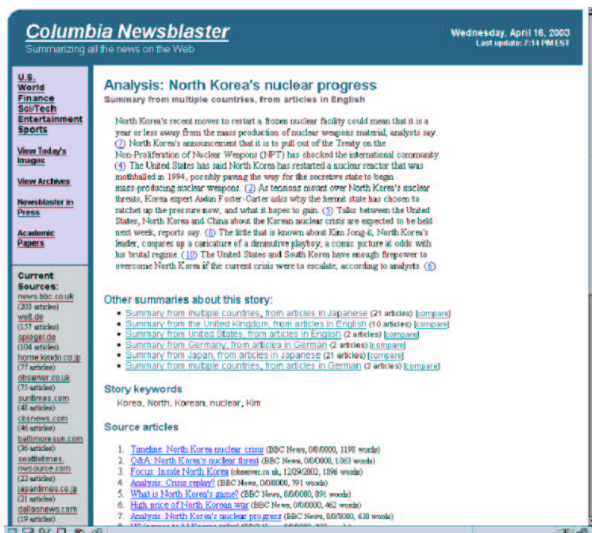 Columbia Newsblaster
Summarizing all the news on the Web
Wednesday, April 16, 2003
Last update: 7:14 PM EST
U.S.
World
Finance
Sci/Tech
Entertainment
Sports
View Today's
Images
View Archives
Newsblaster in
Press
Academic
Papers
Current
Sources:
news.bbc.co.uk
(203 articles)
welt.de
(157 articles)
spiegel.de
(104 articles)
home.kyodo.co.jp
(77 articles)
observer.co.uk
(75 articles)
suntimes.com
(48 articles)
cbsnews.com
(46 articles)
baltimoresun.com
(36 articles)
seattletimes.
nwsource.com
(22 articles)
japantimes.co.jp
(21 articles)
dallasnews.com
(19 articles)
Analysis: North Korea's nuclear progress
Summary from multiple countries, from articles in English
North Korea's recent moves to restart a frozen nuclear facility could mean that it is a
year or less away from the mass production of nuclear weapons material, analysts say.
(7) North Korea's announcement that it is to pull out of the Treaty on the
Non-Proliferation of Nuclear Weapons (NPT) has shocked the international community.
(4) The United States has said North Korea has restarted a nuclear reactor that was
mothballed in 1994, possibly paving the way for the secretive state to begin
mass-producing nuclear weapons. (2) As tensions mount over North Korea's nuclear
threats, Korea expert Aidan Foster-Carter asks why the hermit state has chosen to
ratchet up the pressure now, and what it hopes to gain. (5) Talks between the United
States, North Korea and China about the Korean nuclear crisis are expected to be held
next week, reports say. (8) The little that is known about Kim Jong-il, North Korea's
leader, conjures up a caricature of a diminutive playboy, a comic picture at odds with
his brutal regime. (10) The United States and South Korea have enough firepower to
overcome North Korea if the current crisis were to escalate, according to analysts. (6)
Other summaries about this story:
• Summary from multiple countries, from articles in Japanese (21 articles) [compare]
• Summary from the United Kingdom, from articles in English (10 articles) [compare]
• Summary from United States, from articles in English (2 articles) [compare]
• Summary from Germany, from articles in German (2 articles) [compare]
• Summary from Japan, from articles in Japanese (21 articles) [compare]
• Summary from multiple countries, from articles in German (2 articles) [compare]
Story keywords
Korea, North, Korean, nuclear, Kim
Source articles
1. Timeline: North Korea nuclear crisis (BBC News, 0/0/0000, 1198 words)
2. Q&A: North Korea's nuclear threat (BBC News, 0/0/0000, 1063 words)
3. Focus: Inside North Korea (observer.co.uk, 12/29/2002, 1896 words)
4. Analysis: Crisis replay? (BBC News, 0/0/0000, 791 words)
5. What is North Korea's game? (BBC News, 0/0/0000, 891 words)
6. High price of North Korean war (BBC News, 0/0/0000, 462 words)
7. Analysis: North Korea's nuclear progress (BBC News, 0/0/0000, 638 words)